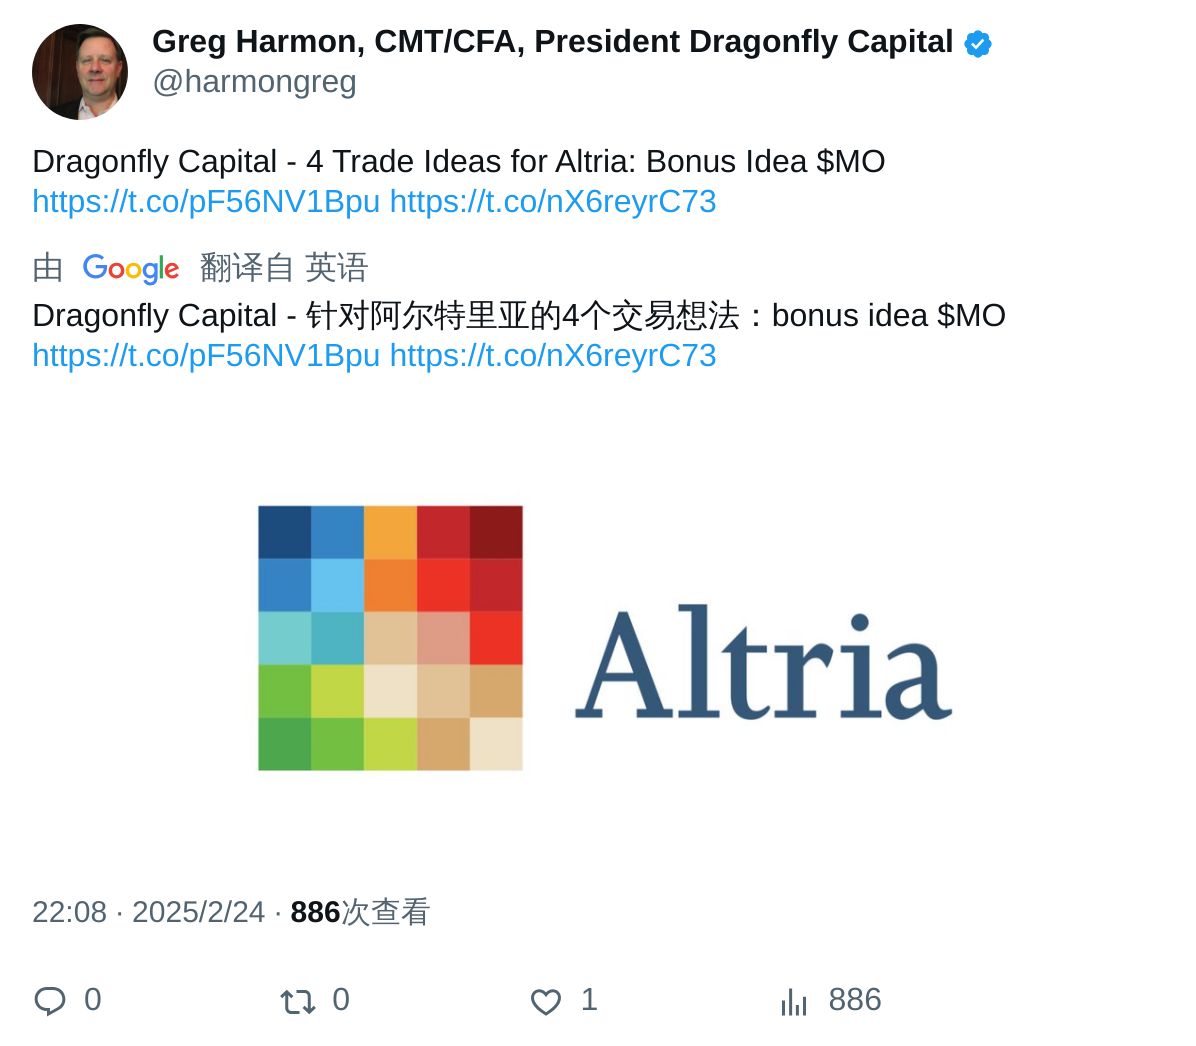 Greg Harmon, CMT/CFA, President Dragonfly Capital
@harmongreg
Dragonfly Capital - 4 Trade Ideas for Altria: Bonus Idea $MO
https://t.co/pF56NV1Bpu https://t.co/nX6reyrC73
由 Google 翻译自 英语
Dragonfly Capital - 针对阿尔特里亚的4个交易想法：bonus idea $MO
https://t.co/pF56NV1Bpu https://t.co/nX6reyrC73
Altria
22:08 · 2025/2/24 · 886次查看
0 0 1 886